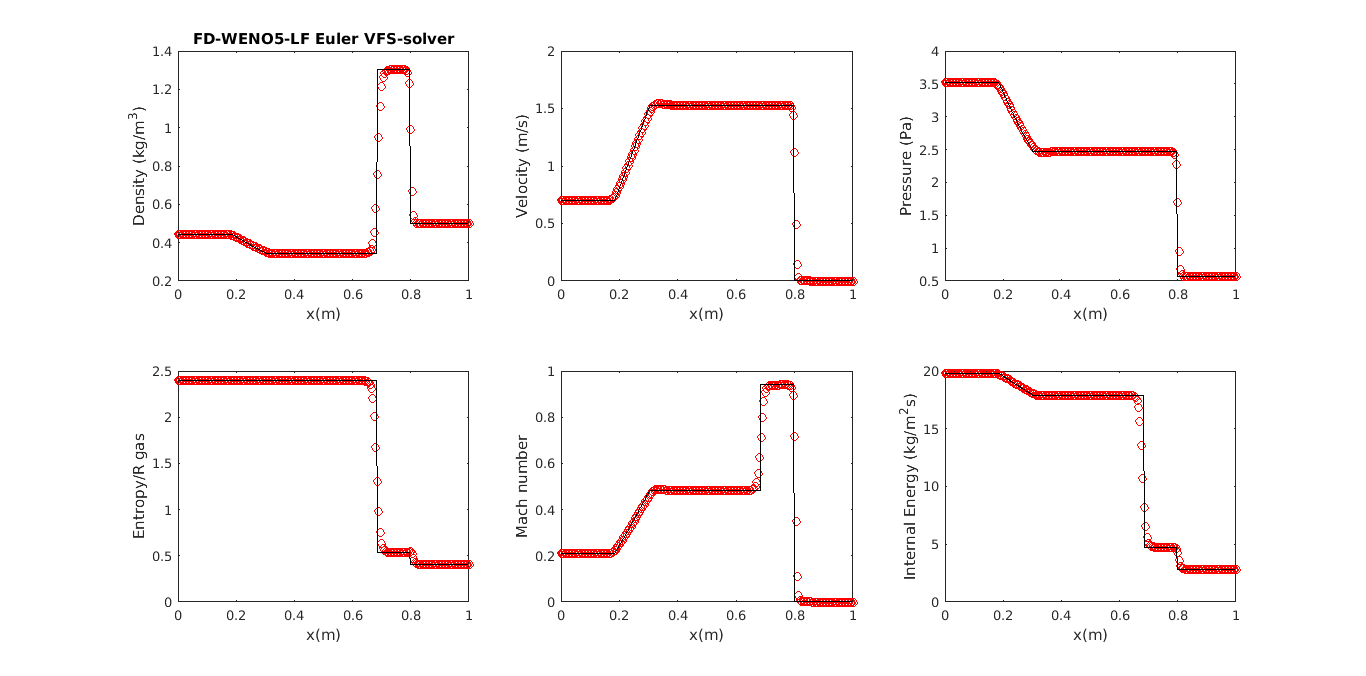 FD-WENO5-LF Euler VFS-solver
Density (kg/m³)
1.4
1.2
1
0.8
0.6
0.4
0.2
0 0.2 0.4 0.6 0.8 1
x(m)
Velocity (m/s)
2
1.5
1
0.5
0
0 0.2 0.4 0.6 0.8 1
x(m)
Pressure (Pa)
4
3.5
3
2.5
2
1.5
1
0.5
0 0.2 0.4 0.6 0.8 1
x(m)
Entropy/R gas
2.5
2
1.5
1
0.5
0
0 0.2 0.4 0.6 0.8 1
x(m)
Mach number
1
0.8
0.6
0.4
0.2
0
0 0.2 0.4 0.6 0.8 1
x(m)
Internal Energy (kg/m²s)
20
15
10
5
0
0 0.2 0.4 0.6 0.8 1
x(m)